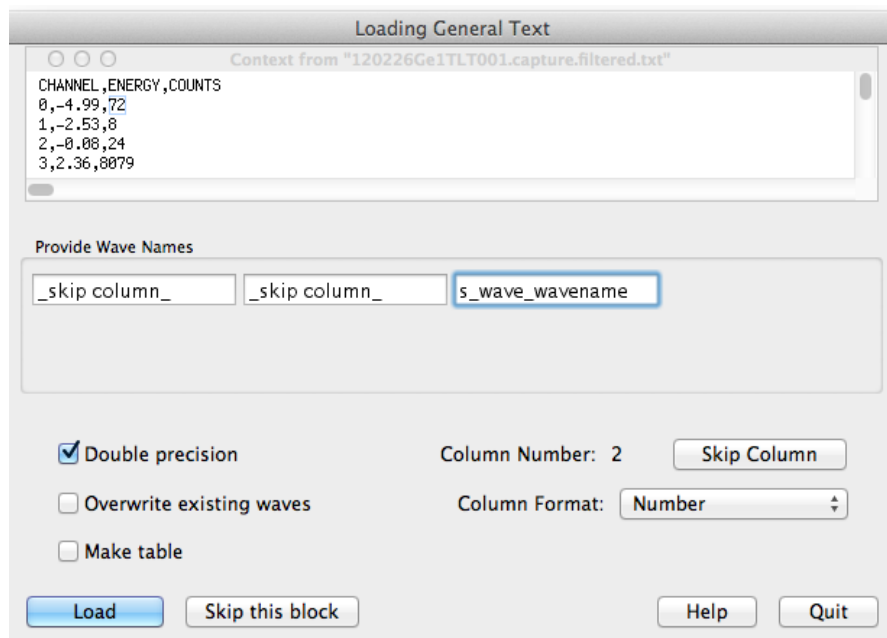 Loading General Text
Context from "120226Ge1TLT001.capture.filtered.txt"
CHANNEL,ENERGY,COUNTS
0,-4.99,72
1,-2.53,8
2,-0.08,24
3,2.36,8079
Provide Wave Names
_skip column_ _skip column_ s_wave_wavename
Double precision Column Number: 2 Skip Column
Overwrite existing waves Column Format: Number
Make table
Load Skip this block Help Quit